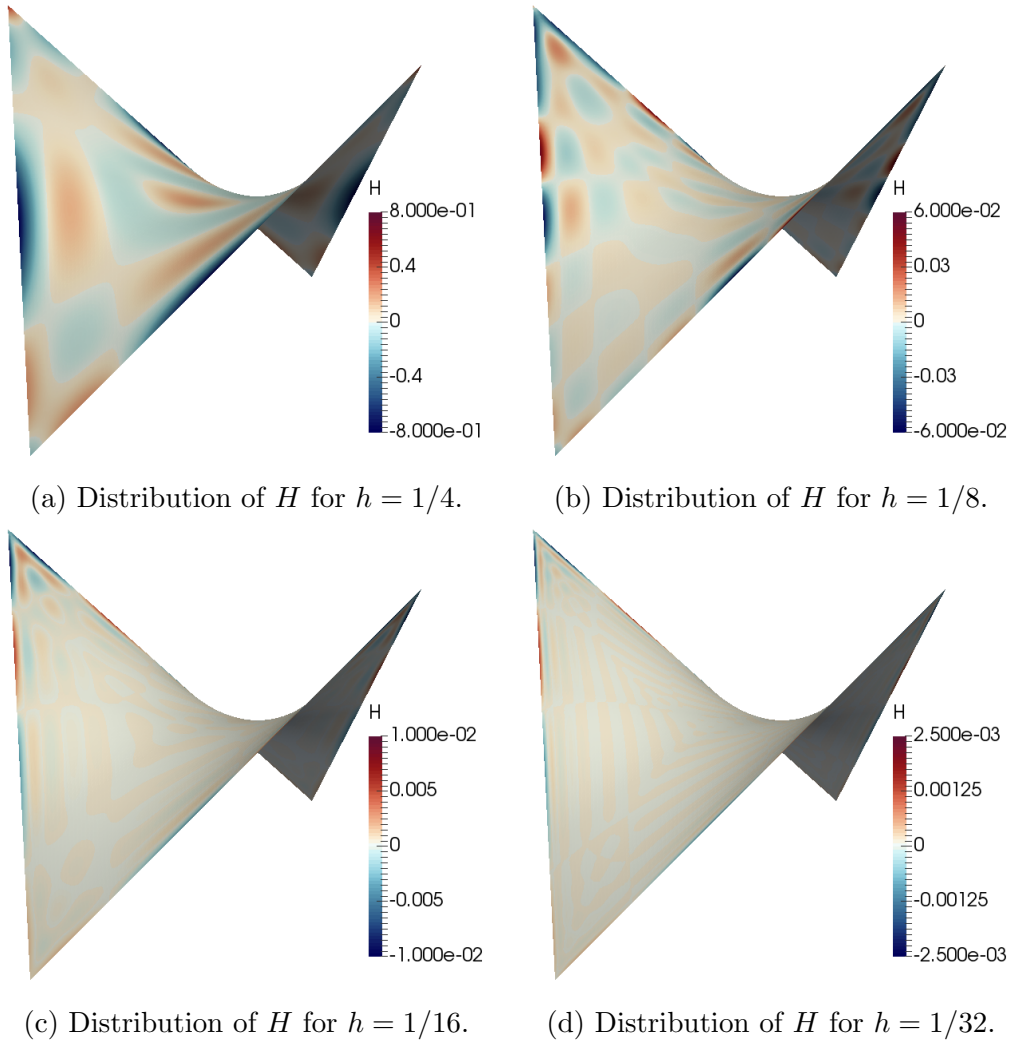 H
8.000e-01
0.4
0
-0.4
-8.000e-01
H
6.000e-02
0.03
0
-0.03
-6.000e-02
(a) Distribution of H for h = 1/4.
(b) Distribution of H for h = 1/8.
H
1.000e-02
0.005
0
-0.005
-1.000e-02
H
2.500e-03
0.00125
0
-0.00125
-2.500e-03
(c) Distribution of H for h = 1/16.
(d) Distribution of H for h = 1/32.